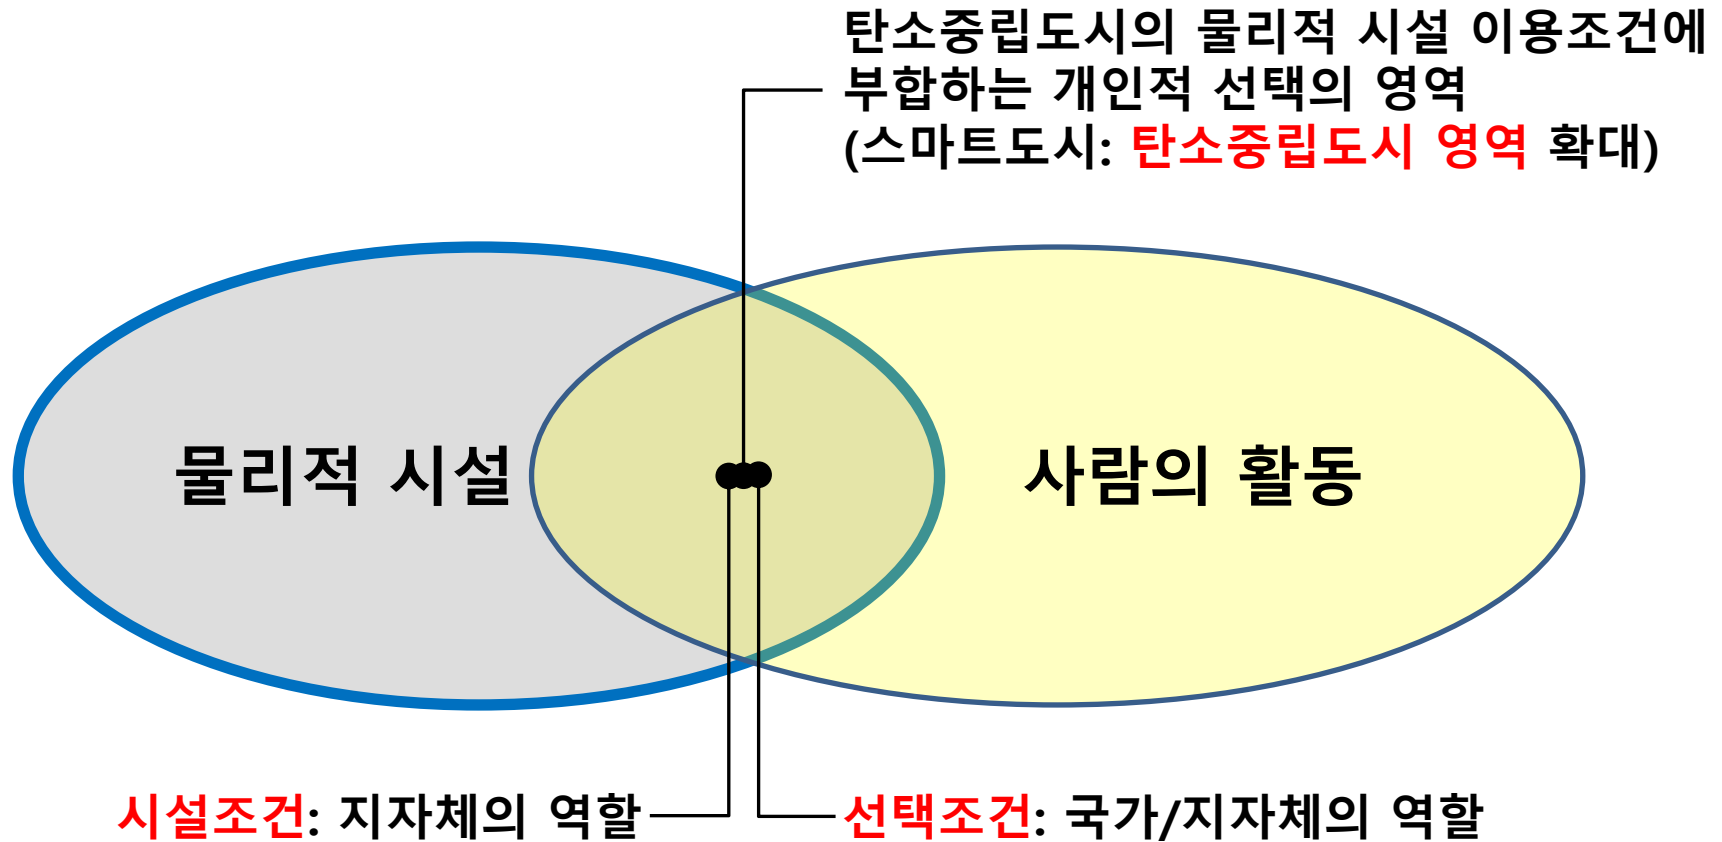 탄소중립도시의 물리적 시설 이용조건에
부합하는 개인적 선택의 영역
(스마트도시: 탄소중립도시 영역 확대)
물리적 시설
사람의 활동
시설조건: 지자체의 역할
선택조건: 국가/지자체의 역할